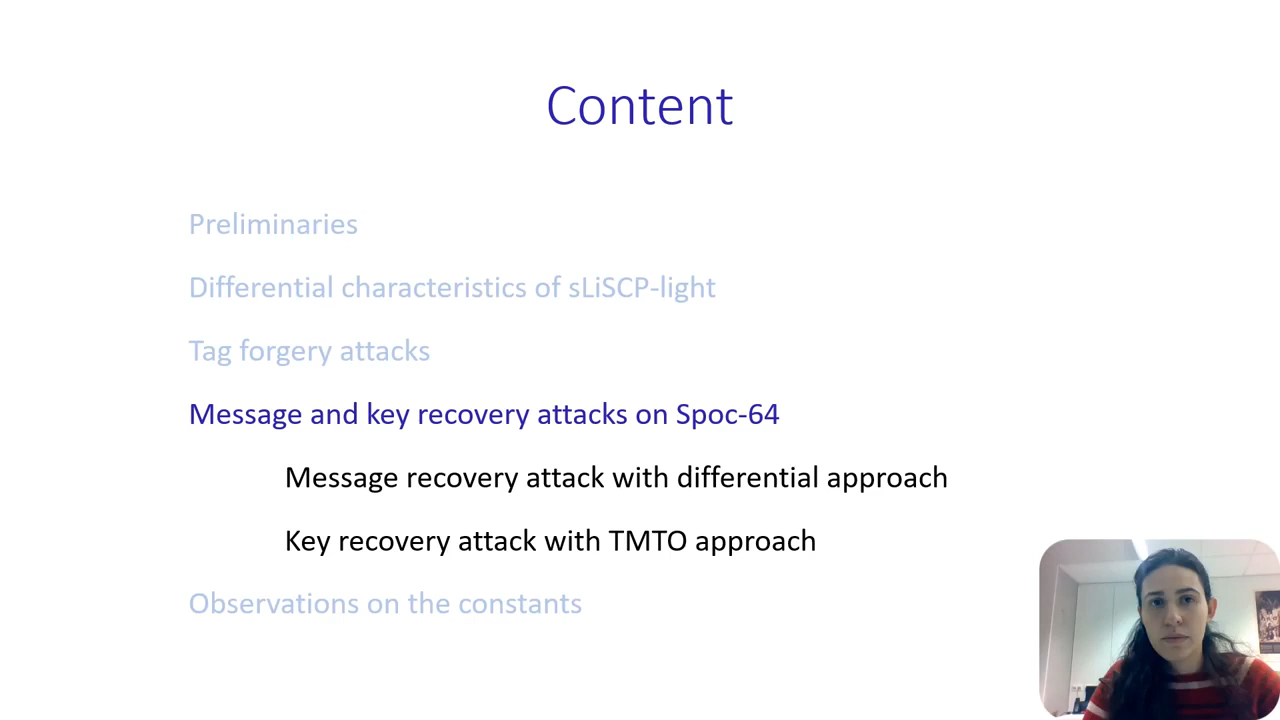 Content
Preliminaries
Differential characteristics of sLiSCP-light
Tag forgery attacks
Message and key recovery attacks on Spoc-64
Message recovery attack with differential approach
Key recovery attack with TMTO approach
Observations on the constants